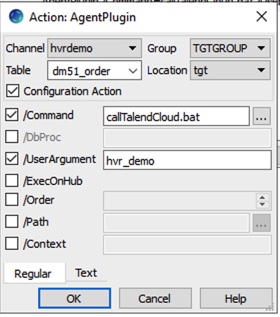 Action: AgentPlugin
Channel hvrdemo Group TGTGROUP
Table dm51_order Location tgt
Configuration Action
/Command callTalendCloud.bat ...
/DbProc
/UserArgument hvr_demo
/ExecOnHub
/Order
/Path ...
/Context
Regular Text
OK Cancel Help